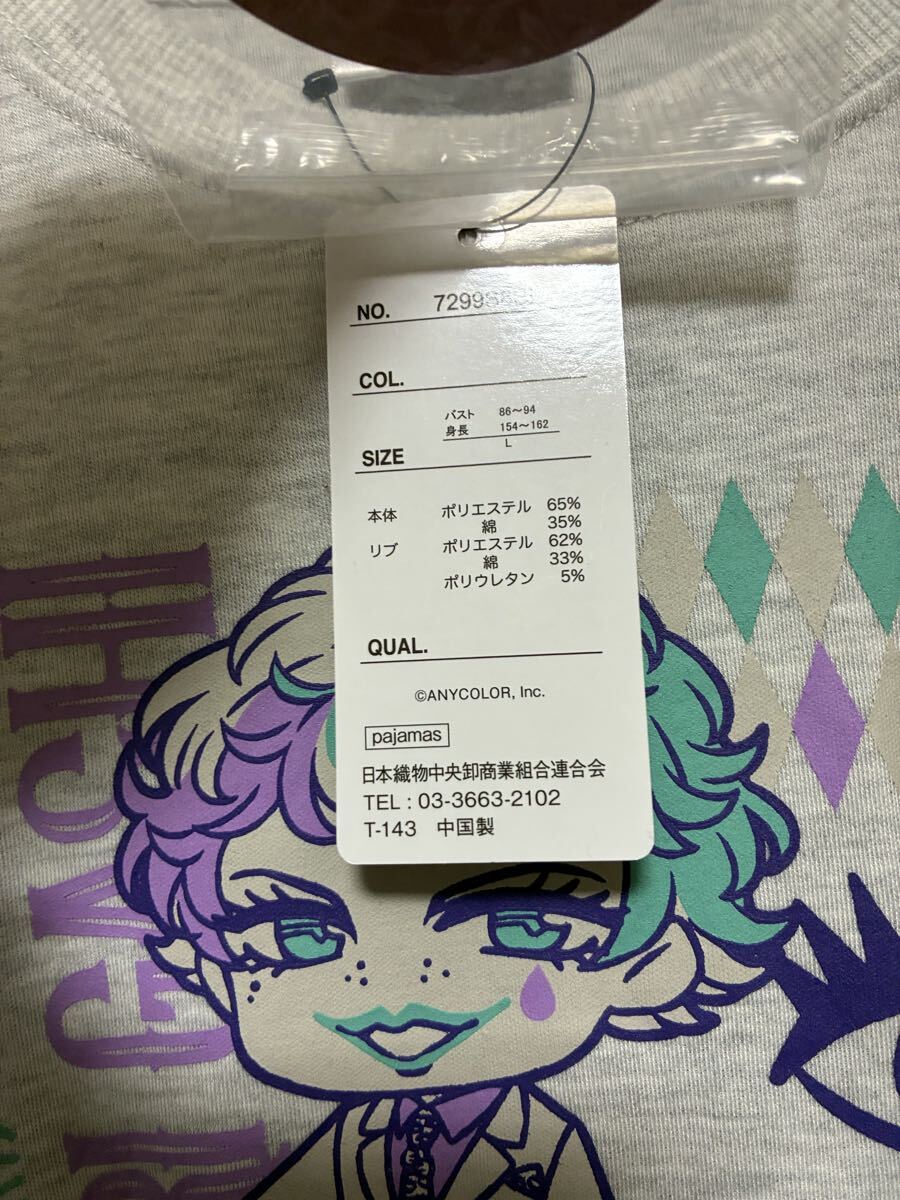 NO. 7299
COL.
バスト 86～94
身長 154～162
L
SIZE
本体 ポリエステル 65%
綿 35%
リブ ポリエステル 62%
綿 33%
ポリウレタン 5%
QUAL.
©ANYCOLOR, Inc.
pajamas
日本織物中央卸商業組合連合会
TEL : 03-3663-2102
T-143 中国製
GACHI